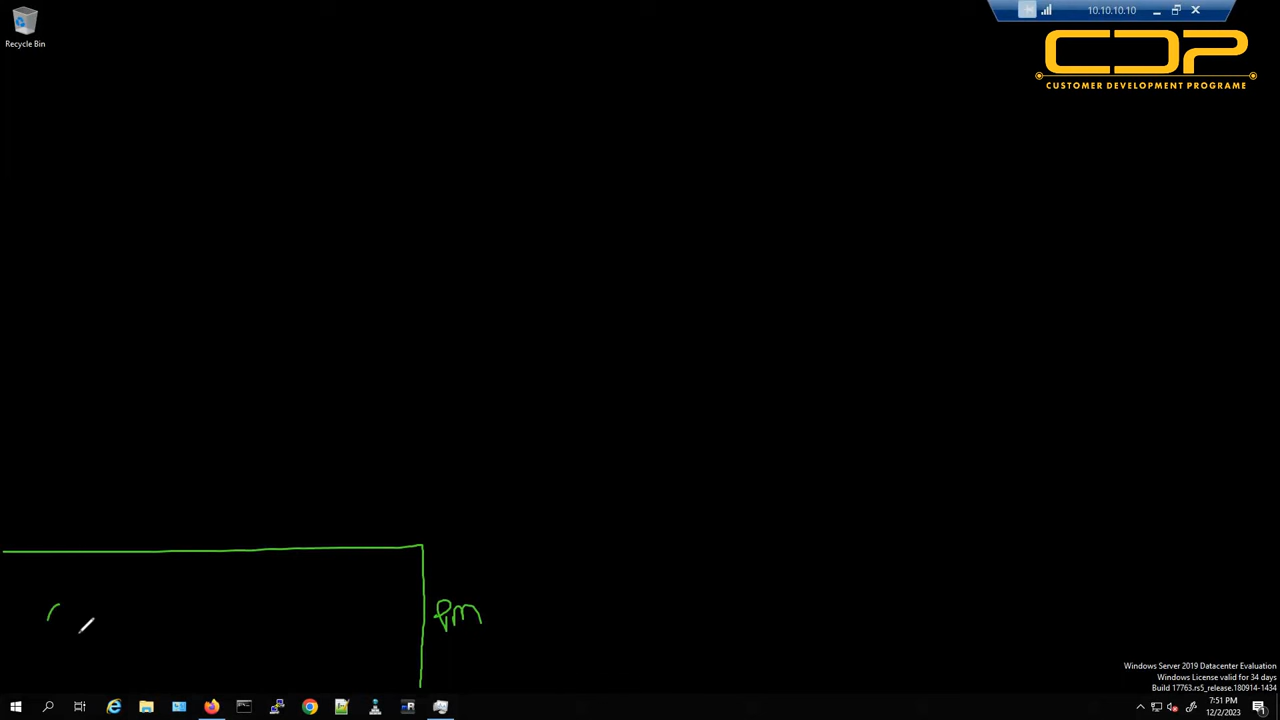 Recycle Bin
10.10.10.10
CDP
CUSTOMER DEVELOPMENT PROGRAME
PM
Windows Server 2019 Datacenter Evaluation
Windows License valid for 34 days
Build 17763.rs5_release.180914-1434
7:51 PM
12/2/2023